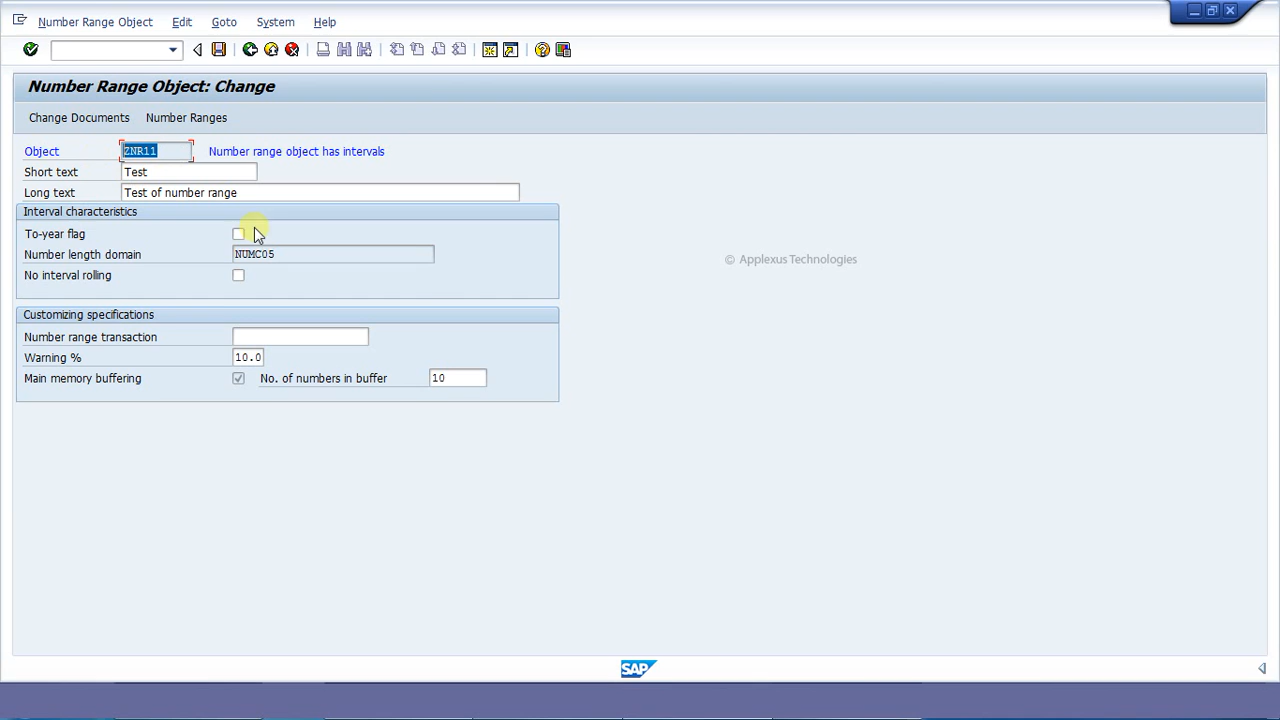 Number Range Object Edit Goto System Help
Number Range Object: Change
Change Documents Number Ranges
Object ZNR11 Number range object has intervals
Short text Test
Long text Test of number range
Interval characteristics
To-year flag
Number length domain NUMC05
No interval rolling
© Applexus Technologies
Customizing specifications
Number range transaction
Warning % 10.0
Main memory buffering No. of numbers in buffer 10
SAP